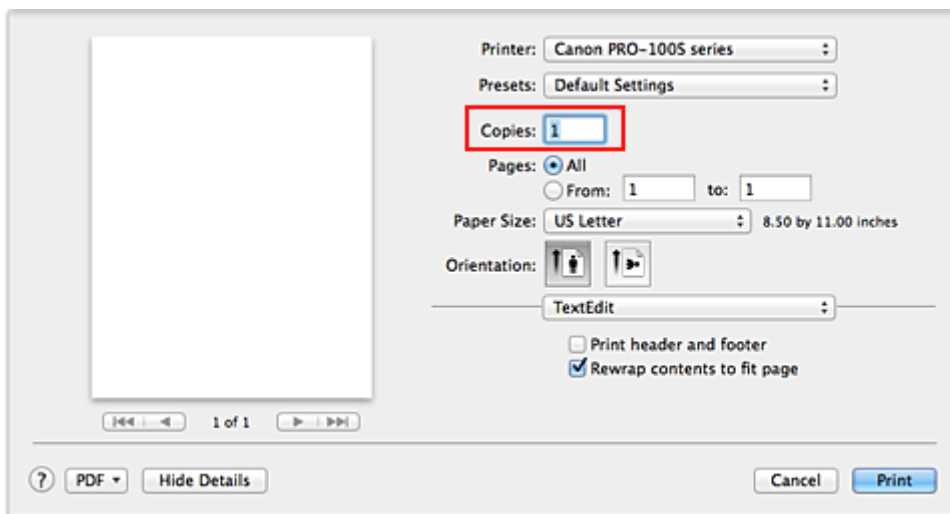 Printer: Canon PRO-100S series
Presets: Default Settings
Copies: 1
Pages: All
From: 1 to: 1
Paper Size: US Letter 8.50 by 11.00 inches
Orientation:
TextEdit
Print header and footer
Rewrap contents to fit page
1 of 1
? PDF Hide Details Cancel Print